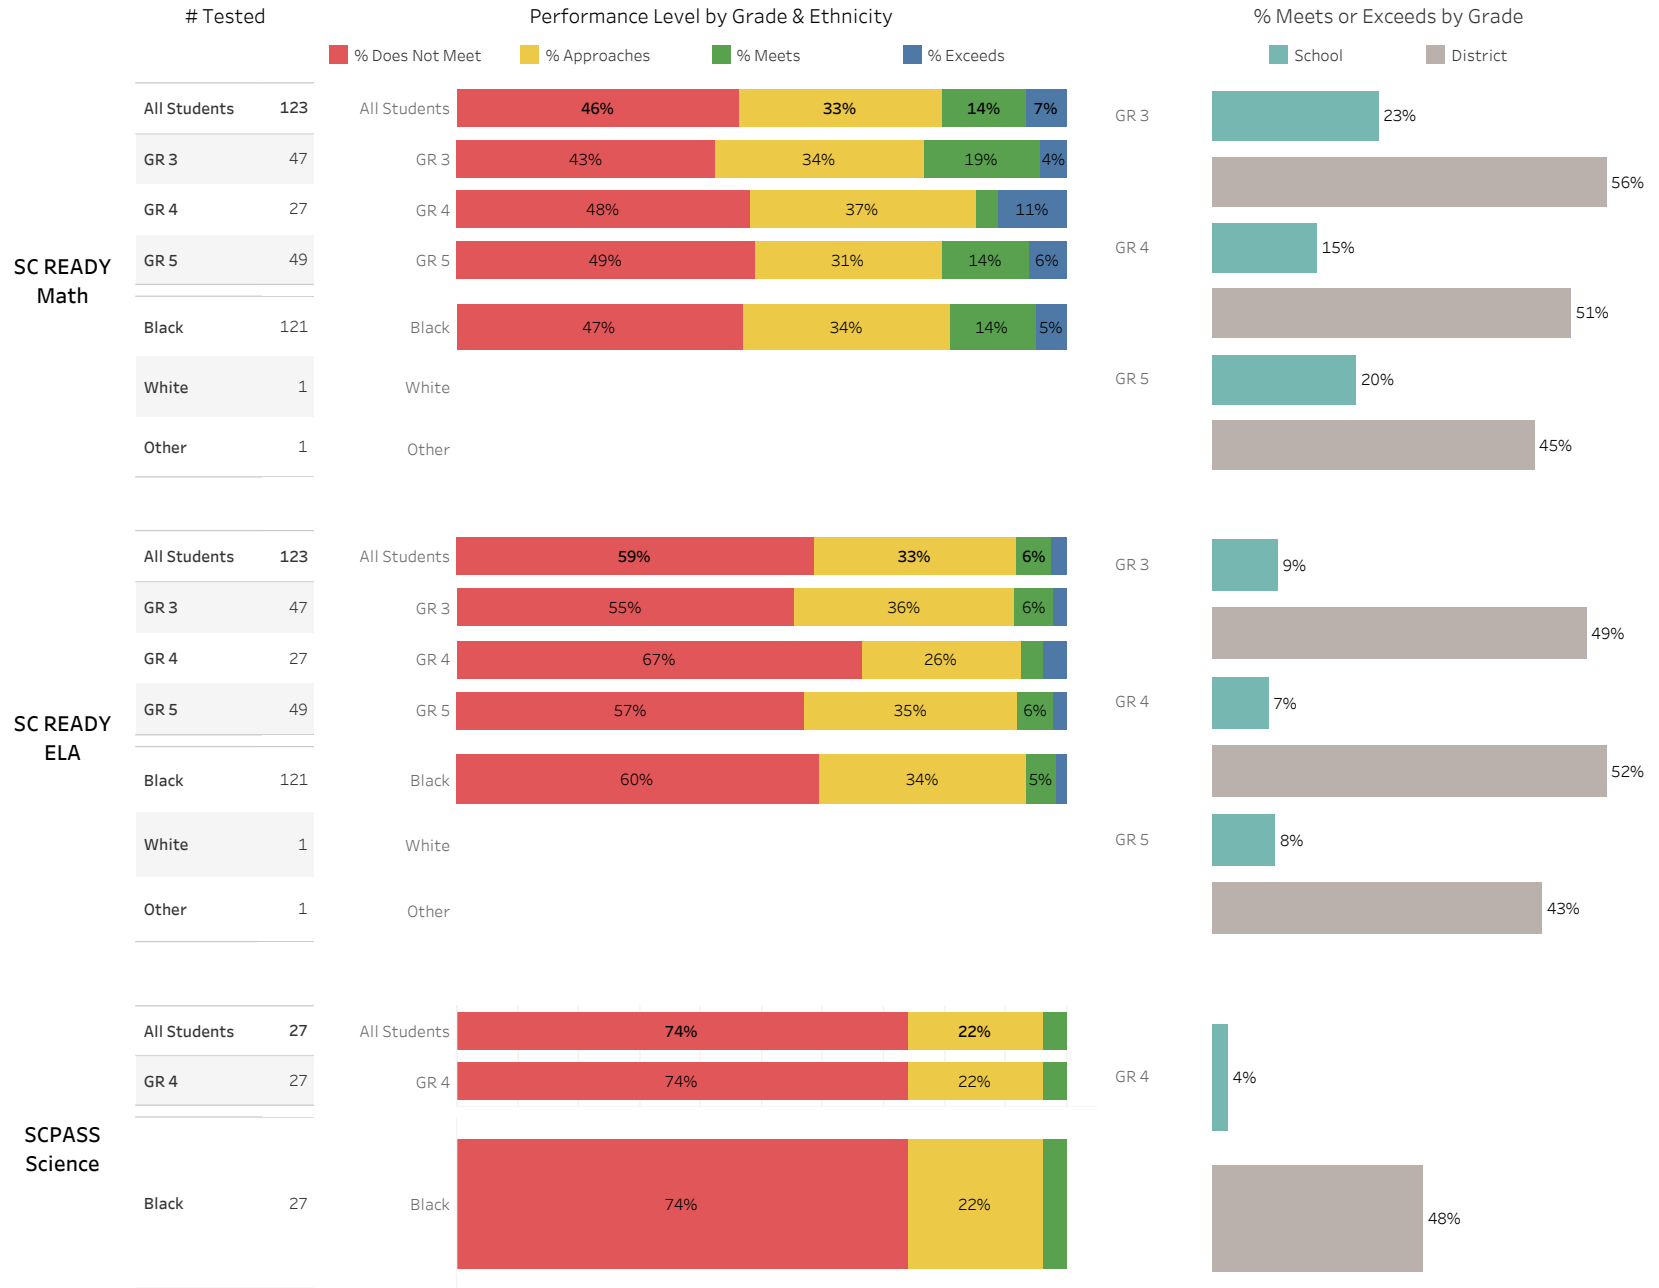 # Tested
Performance Level by Grade & Ethnicity
% Meets or Exceeds by Grade
% Does Not Meet % Approaches % Meets % Exceeds
School District
SC READY
Math
All Students 123
GR 3 47
GR 4 27
GR 5 49
Black 121
White 1
Other 1
All Students 46% 33% 14% 7%
GR 3 43% 34% 19% 4%
GR 4 48% 37% 11%
GR 5 49% 31% 14% 6%
Black 47% 34% 14% 5%
White
Other
GR 3 23%
56%
GR 4 15%
51%
GR 5 20%
45%
SC READY
ELA
All Students 123
GR 3 47
GR 4 27
GR 5 49
Black 121
White 1
Other 1
All Students 59% 33% 6%
GR 3 55% 36% 6%
GR 4 67% 26%
GR 5 57% 35% 6%
Black 60% 34% 5%
White
Other
GR 3 9%
49%
GR 4 7%
52%
GR 5 8%
43%
SCPASS
Science
All Students 27
GR 4 27
Black 27
All Students 74% 22%
GR 4 74% 22%
Black 74% 22%
GR 4 4%
48%